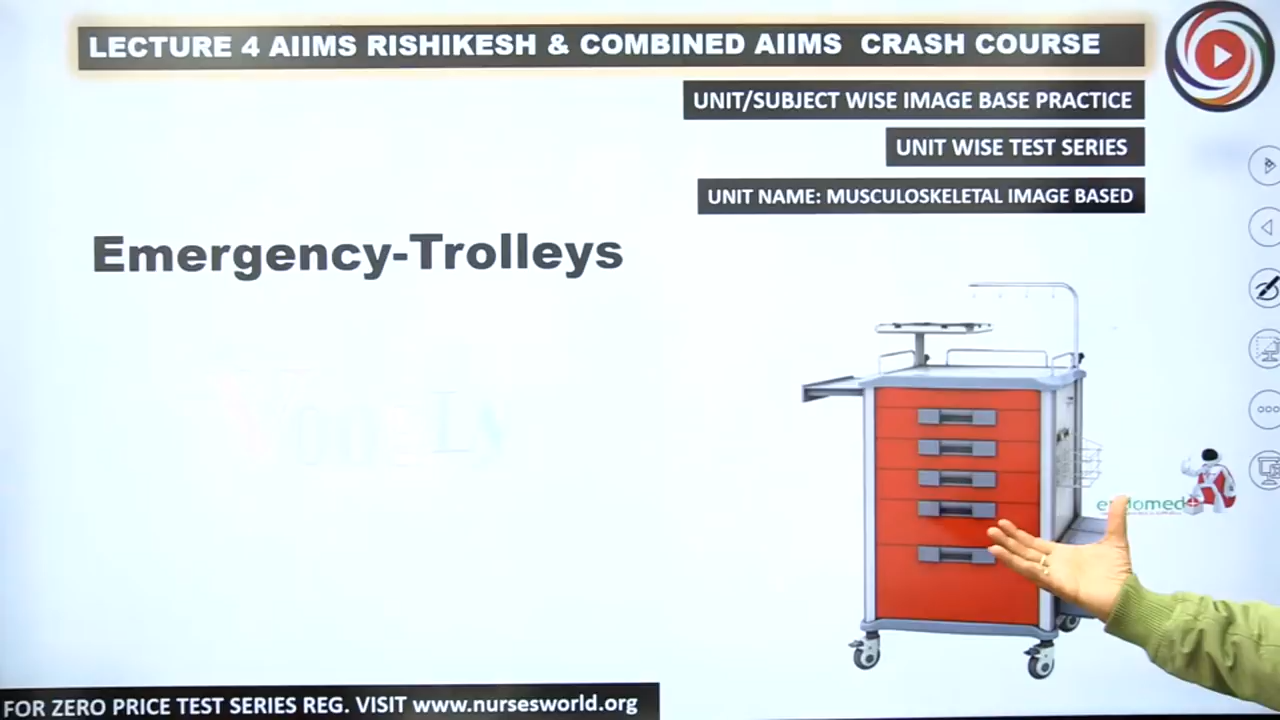 LECTURE 4 AIIMS RISHIKESH & COMBINED AIIMS CRASH COURSE
UNIT/SUBJECT WISE IMAGE BASE PRACTICE
UNIT WISE TEST SERIES
UNIT NAME: MUSCULOSKELETAL IMAGE BASED
Emergency-Trolleys
FOR ZERO PRICE TEST SERIES REG. VISIT www.nursesworld.org